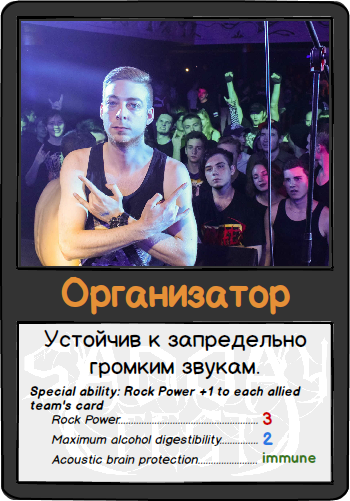 Организатор
Устойчив к запредельно
громким звукам.
Special ability: Rock Power +1 to each allied
team's card
Rock Power................................................ 3
Maximum alcohol digestibility............. 2
Acoustic brain protection.................... immune